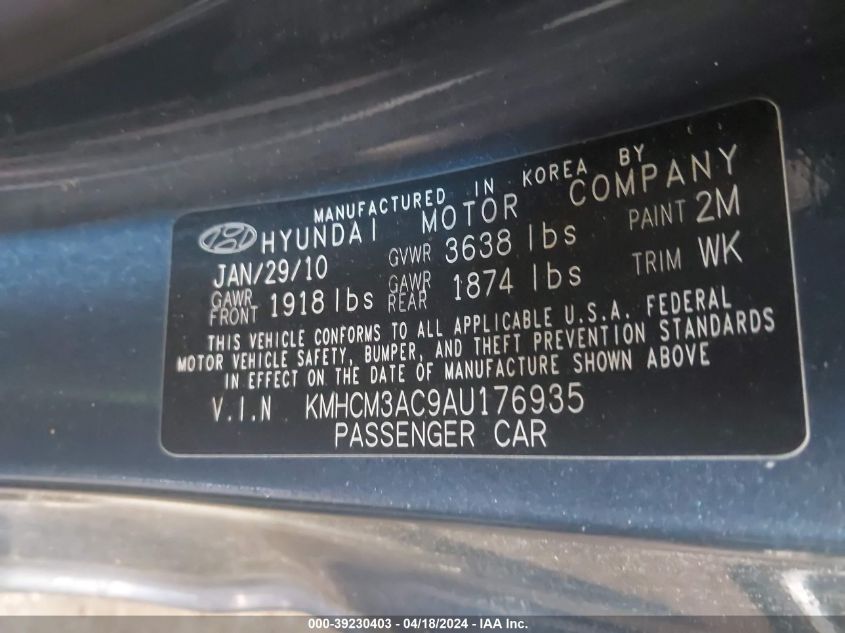 MANUFACTURED IN KOREA BY
HYUNDAI MOTOR COMPANY
JAN/29/10 GVWR 3638 lbs PAINT 2M
GAWR FRONT 1918 lbs GAWR REAR 1874 lbs TRIM WK
THIS VEHICLE CONFORMS TO ALL APPLICABLE U.S.A. FEDERAL
MOTOR VEHICLE SAFETY, BUMPER, AND THEFT PREVENTION STANDARDS
IN EFFECT ON THE DATE OF MANUFACTURE SHOWN ABOVE
V.I.N KMHCM3AC9AU176935
PASSENGER CAR
000-39230403 - 04/18/2024 - IAA Inc.